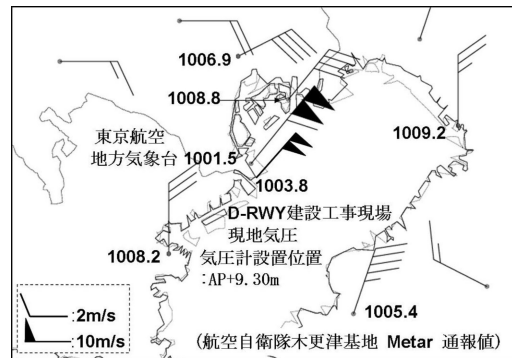 1006.9
1008.8
東京航空
地方気象台 1001.5
1009.2
1003.8
D-RWY建設工事現場
現地気圧
気圧計設置位置
:AP+9.30m
1008.2
:2m/s
:10m/s
1005.4
(航空自衛隊木更津基地 Metar 通報値)